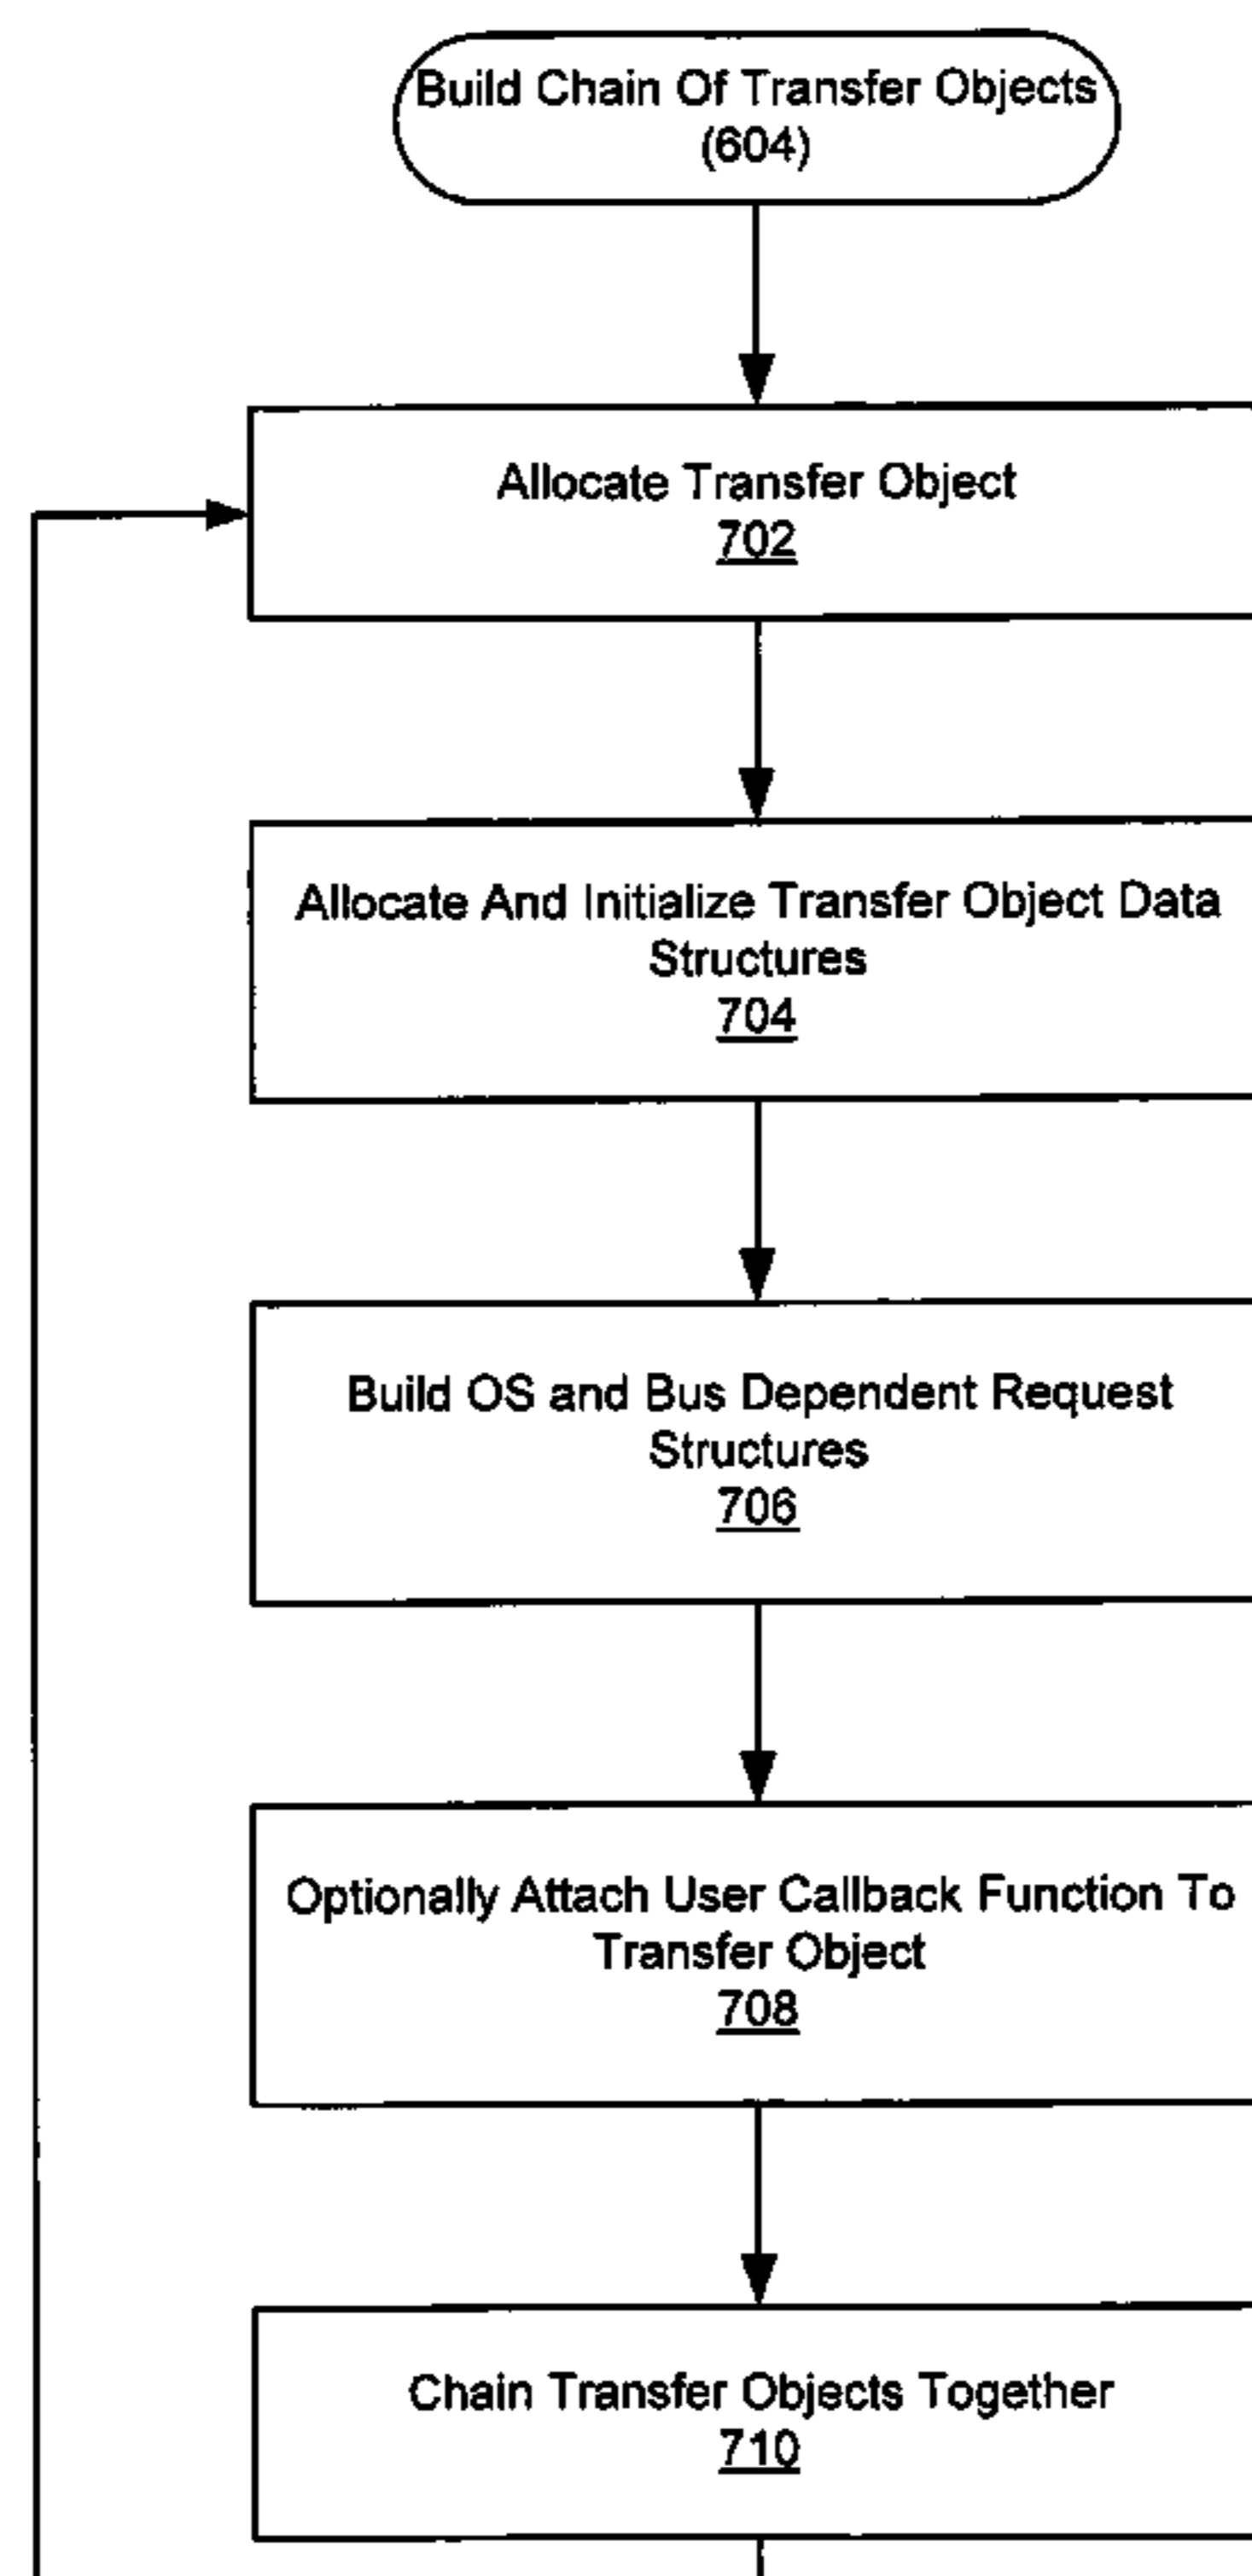 Build Chain Of Transfer Objects
(604)
Allocate Transfer Object
702
Allocate And Initialize Transfer Object Data
Structures
704
Build OS and Bus Dependent Request
Structures
706
Optionally Attach User Callback Function To
Transfer Object
708
Chain Transfer Objects Together
710